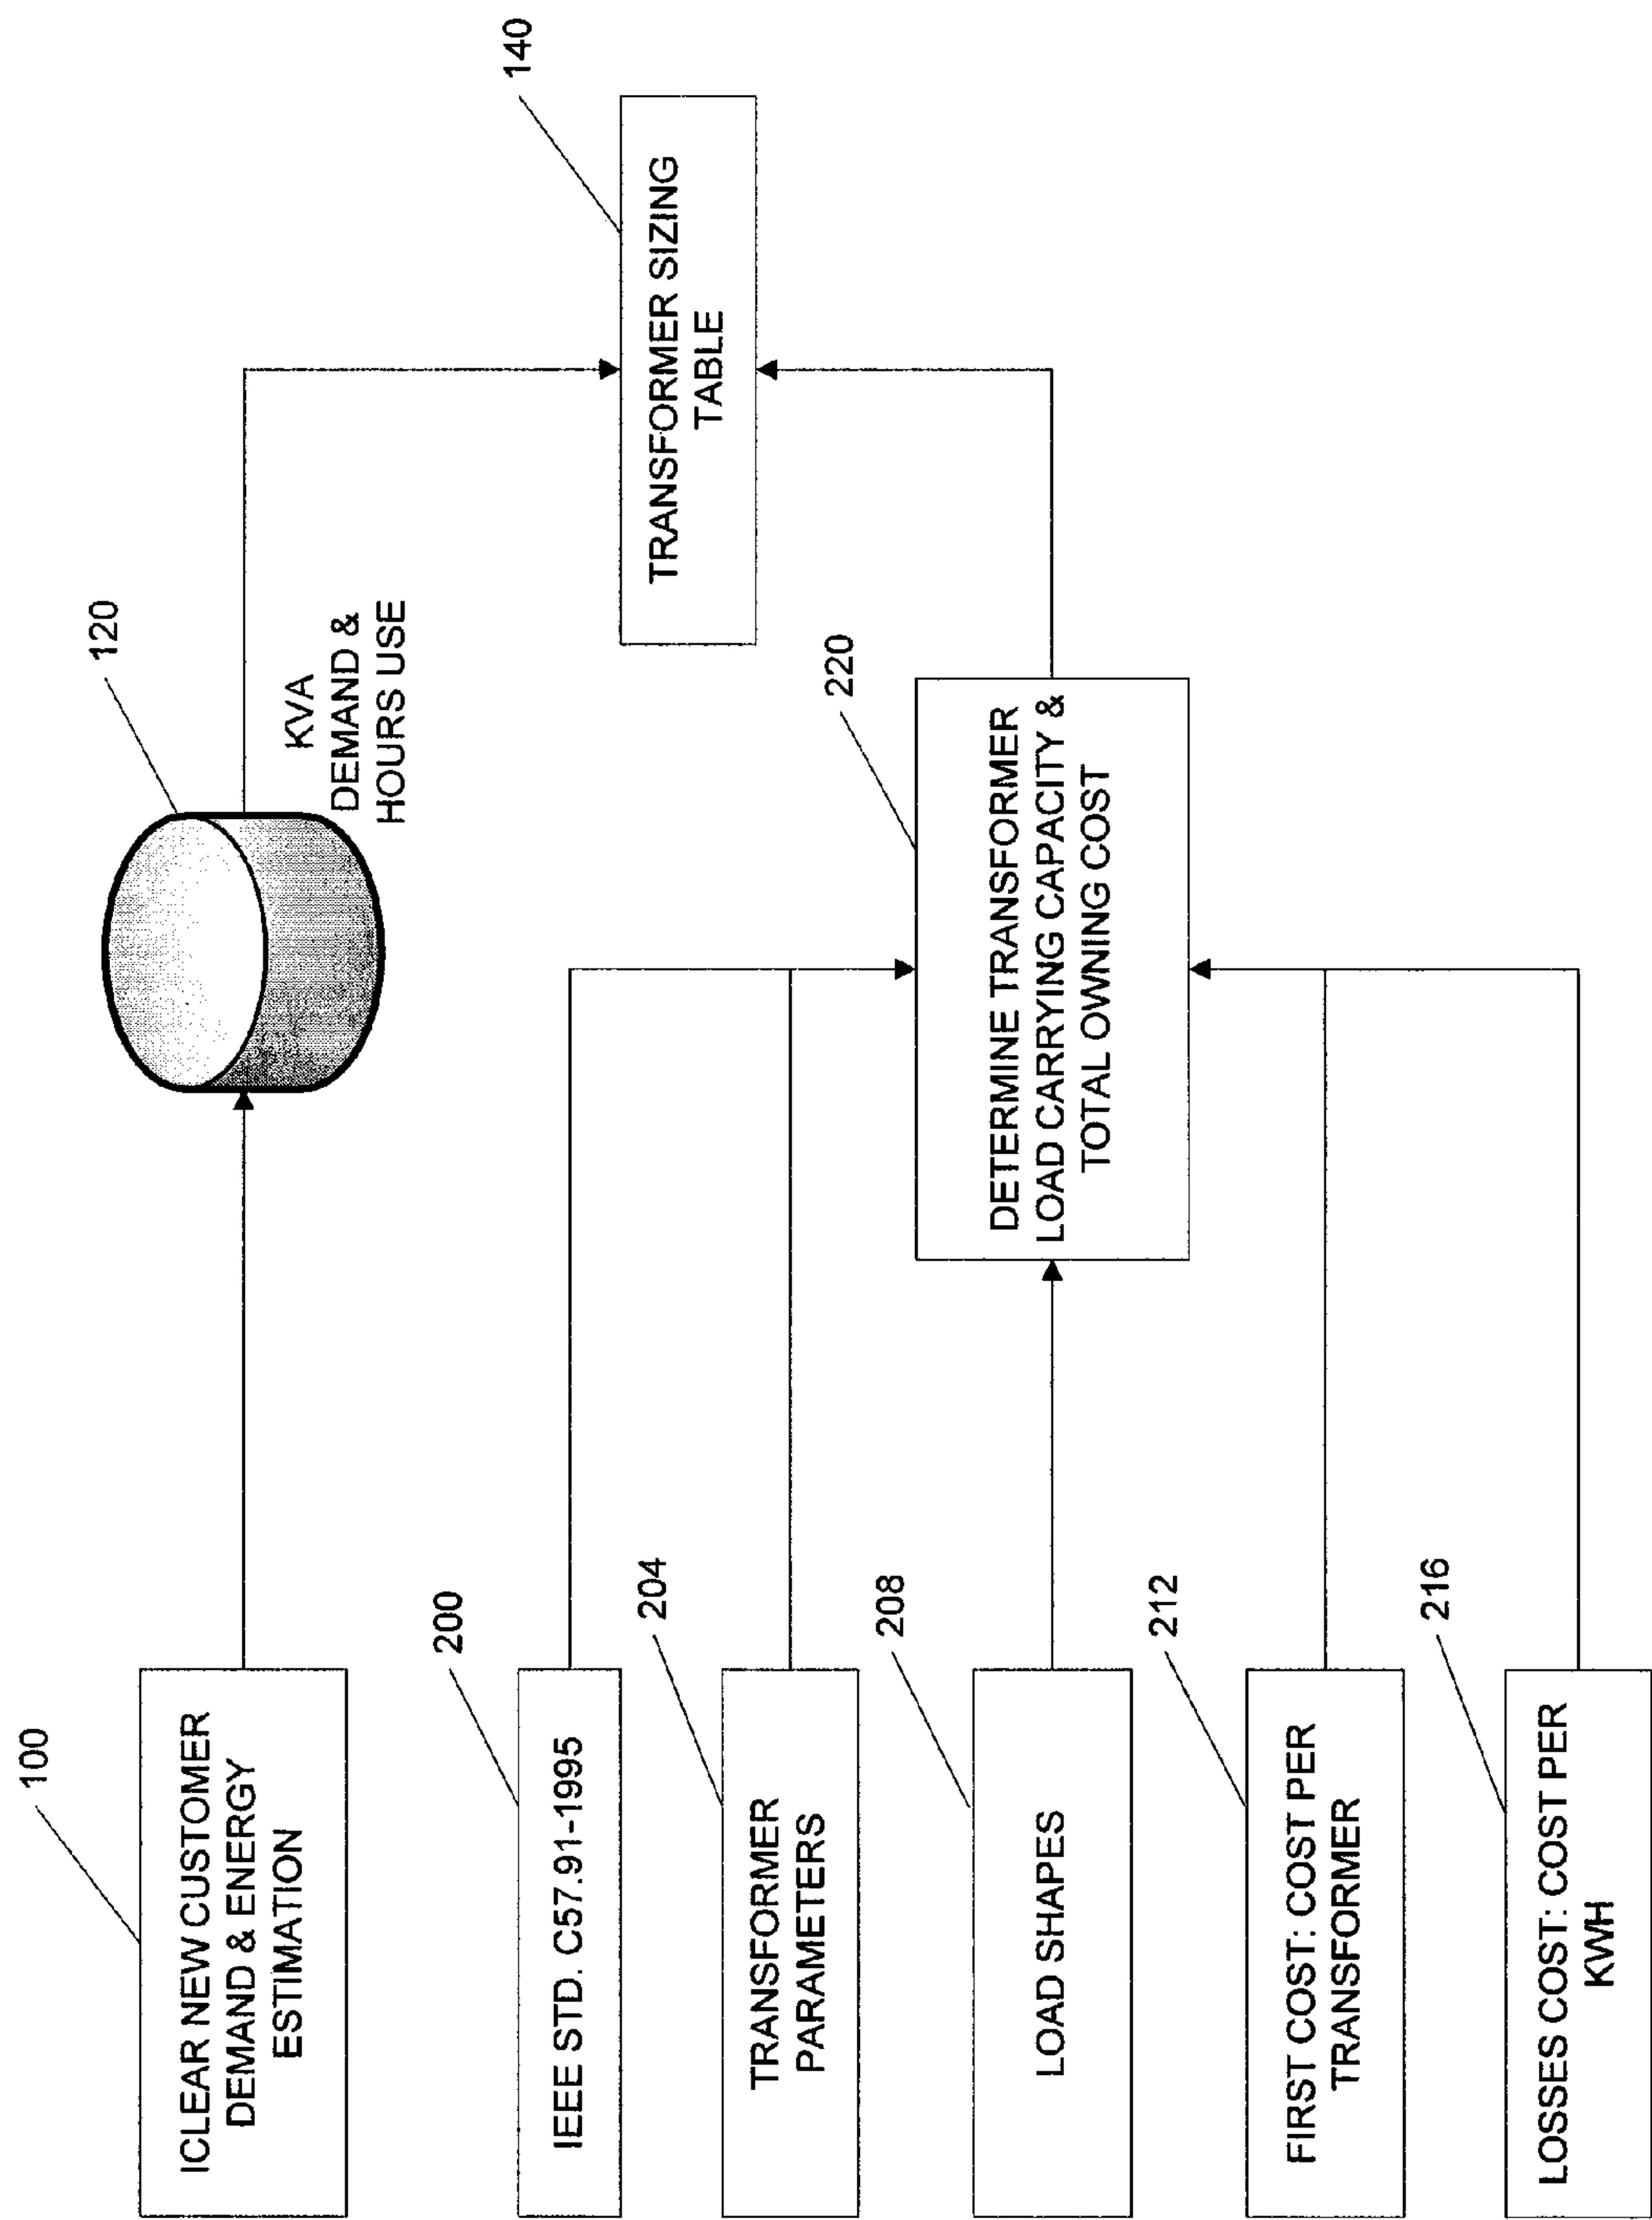 100
ICLEAR NEW CUSTOMER
DEMAND & ENERGY
ESTIMATION
120
KVA
DEMAND &
HOURS USE
140
TRANSFORMER SIZING
TABLE
200
IEEE STD. C57.91-1995
204
TRANSFORMER
PARAMETERS
208
LOAD SHAPES
212
FIRST COST: COST PER
TRANSFORMER
216
LOSSES COST: COST PER
KWH
220
DETERMINE TRANSFORMER
LOAD CARRYING CAPACITY &
TOTAL OWNING COST